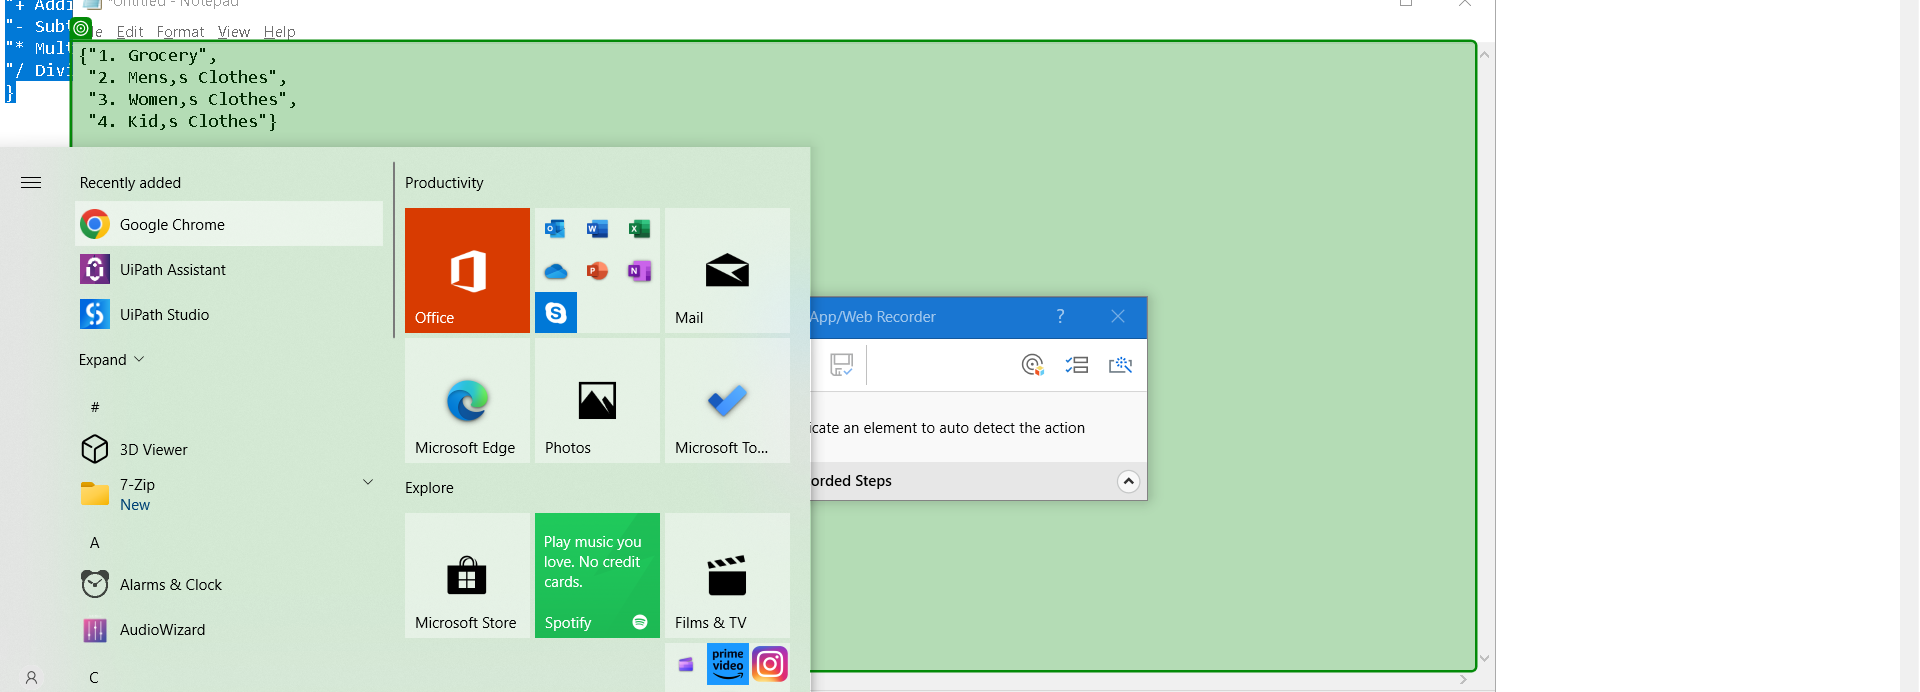 "+ Addi
*Untitled - Notepad
"- Subt
e Edit Format View Help
"* Mult
"/ Divi
}
{"1. Grocery",
"2. Mens,s Clothes",
"3. Women,s Clothes",
"4. Kid,s Clothes"}
Recently added
Google Chrome
UiPath Assistant
UiPath Studio
Expand
#
3D Viewer
7-Zip
New
A
Alarms & Clock
AudioWizard
C
Productivity
Office
Mail
Microsoft Edge
Photos
Microsoft To...
Explore
Microsoft Store
Play music you
love. No credit
cards.
Spotify
Films & TV
prime
video
App/Web Recorder
?
icate an element to auto detect the action
orded Steps